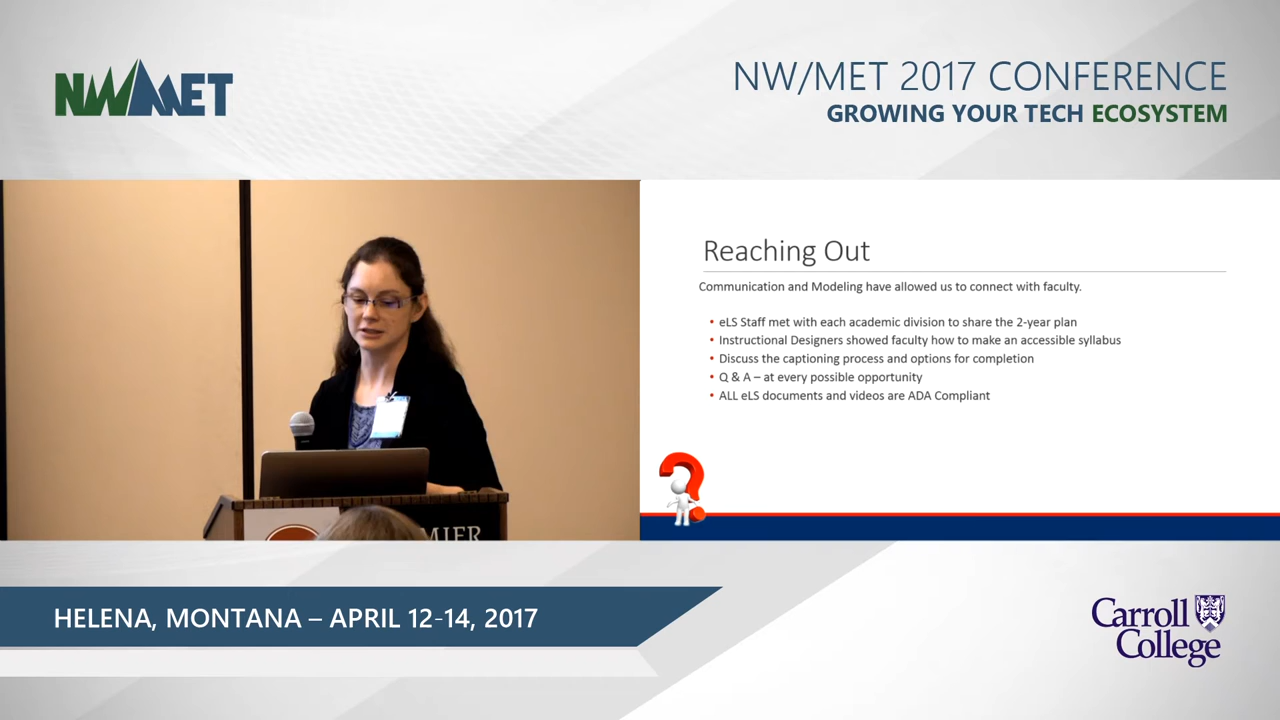 NW/MET
NW/MET 2017 CONFERENCE
GROWING YOUR TECH ECOSYSTEM
Reaching Out
Communication and Modeling have allowed us to connect with faculty.
• eLS Staff met with each academic division to share the 2-year plan
• Instructional Designers showed faculty how to make an accessible syllabus
• Discuss the captioning process and options for completion
• Q & A – at every possible opportunity
• ALL eLS documents and videos are ADA Compliant
HELENA, MONTANA – APRIL 12-14, 2017
Carroll
College